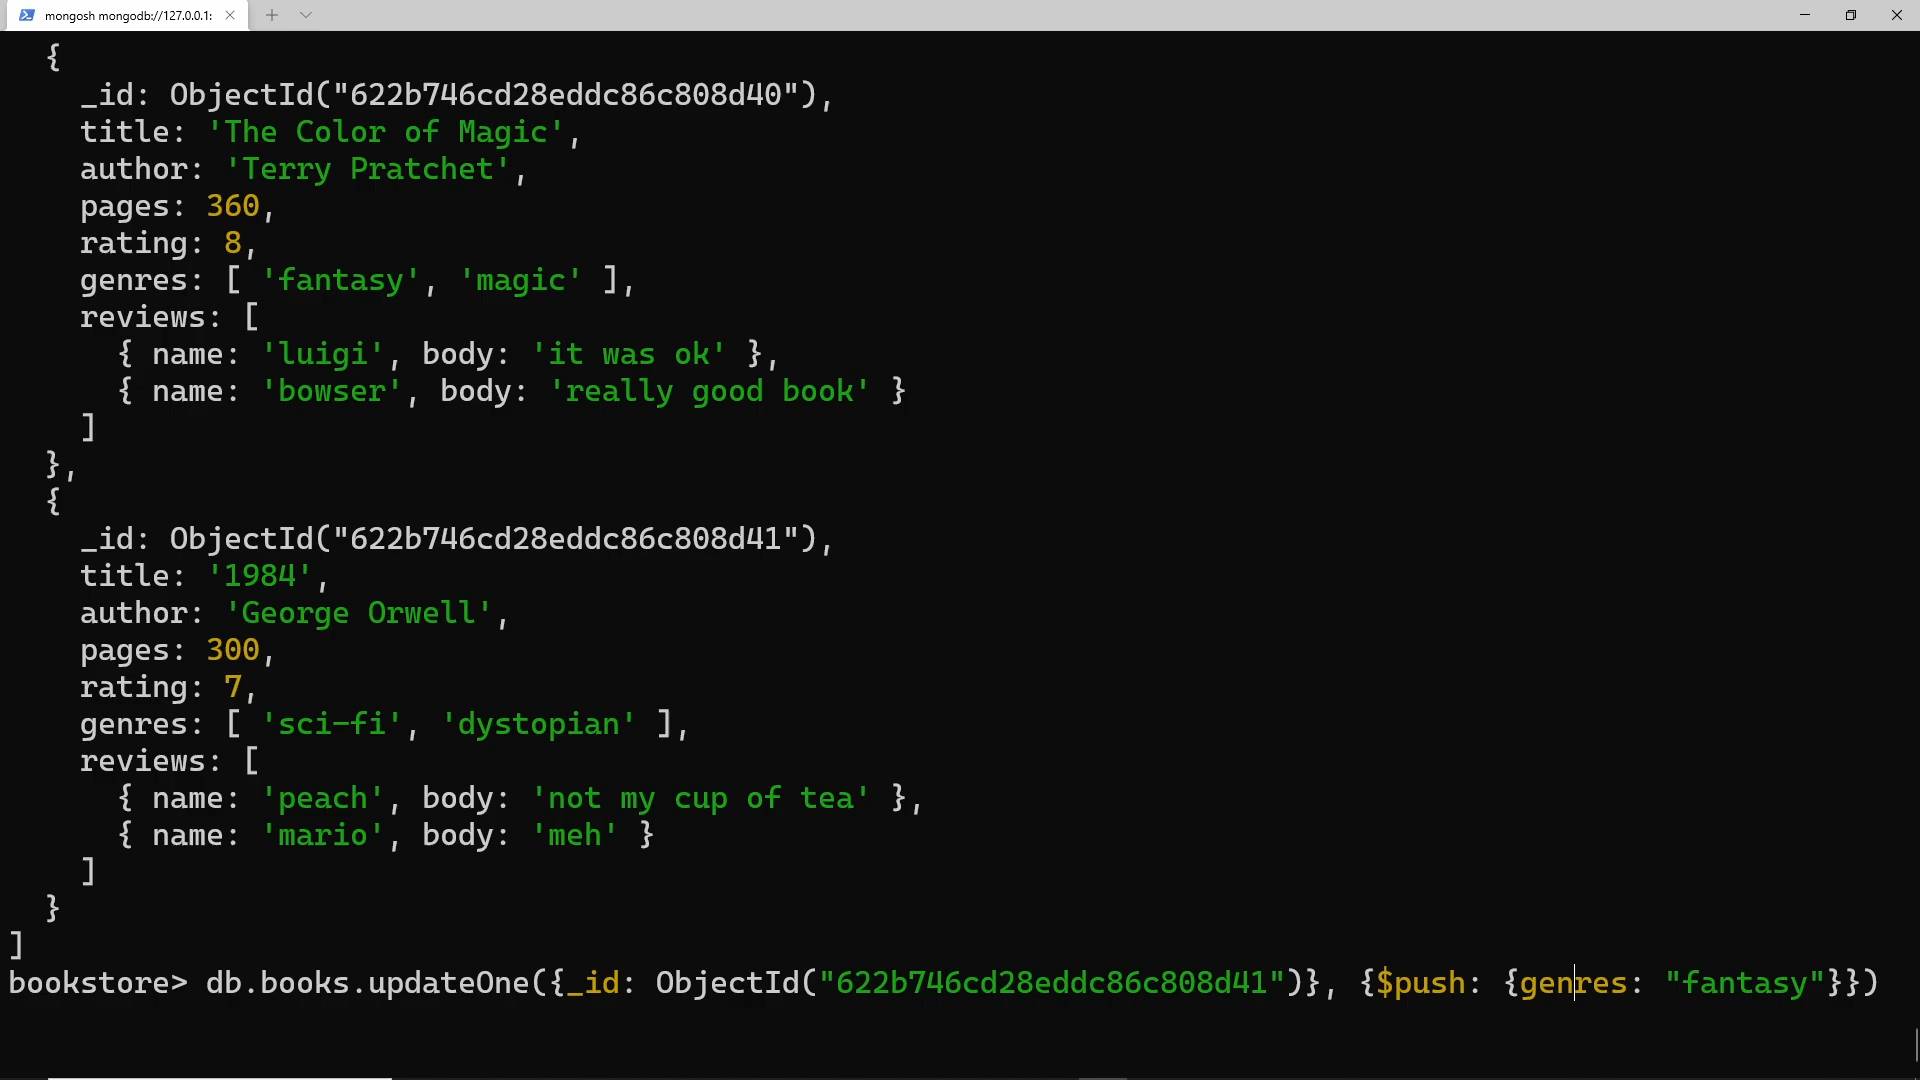 mongosh mongodb://127.0.0.1:
{
_id: ObjectId("622b746cd28eddc86c808d40"),
title: 'The Color of Magic',
author: 'Terry Pratchet',
pages: 360,
rating: 8,
genres: [ 'fantasy', 'magic' ],
reviews: [
{ name: 'luigi', body: 'it was ok' },
{ name: 'bowser', body: 'really good book' }
]
},
{
_id: ObjectId("622b746cd28eddc86c808d41"),
title: '1984',
author: 'George Orwell',
pages: 300,
rating: 7,
genres: [ 'sci-fi', 'dystopian' ],
reviews: [
{ name: 'peach', body: 'not my cup of tea' },
{ name: 'mario', body: 'meh' }
]
}
]
bookstore> db.books.updateOne({_id: ObjectId("622b746cd28eddc86c808d41")}, {$push: {genres: "fantasy"}})